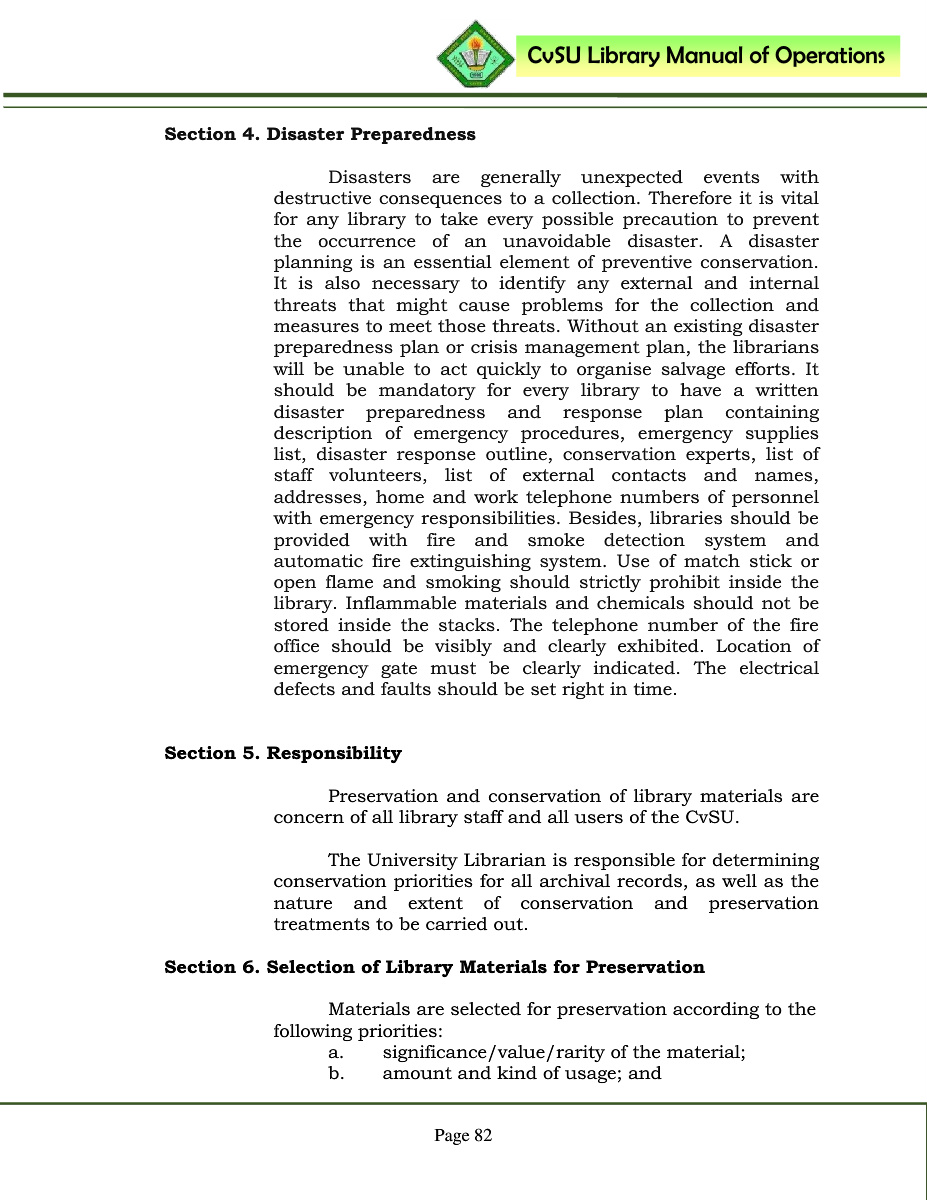 CvSU Library Manual of Operations
Section 4. Disaster Preparedness
Disasters are generally unexpected events with
destructive consequences to a collection. Therefore it is vital
for any library to take every possible precaution to prevent
the occurrence of an unavoidable disaster. A disaster
planning is an essential element of preventive conservation.
It is also necessary to identify any external and internal
threats that might cause problems for the collection and
measures to meet those threats. Without an existing disaster
preparedness plan or crisis management plan, the librarians
will be unable to act quickly to organise salvage efforts. It
should be mandatory for every library to have a written
disaster preparedness and response plan containing
description of emergency procedures, emergency supplies
list, disaster response outline, conservation experts, list of
staff volunteers, list of external contacts and names,
addresses, home and work telephone numbers of personnel
with emergency responsibilities. Besides, libraries should be
provided with fire and smoke detection system and
automatic fire extinguishing system. Use of match stick or
open flame and smoking should strictly prohibit inside the
library. Inflammable materials and chemicals should not be
stored inside the stacks. The telephone number of the fire
office should be visibly and clearly exhibited. Location of
emergency gate must be clearly indicated. The electrical
defects and faults should be set right in time.
Section 5. Responsibility
Preservation and conservation of library materials are
concern of all library staff and all users of the CvSU.
The University Librarian is responsible for determining
conservation priorities for all archival records, as well as the
nature and extent of conservation and preservation
treatments to be carried out.
Section 6. Selection of Library Materials for Preservation
Materials are selected for preservation according to the
following priorities:
a. significance/value/rarity of the material;
b. amount and kind of usage; and
Page 82